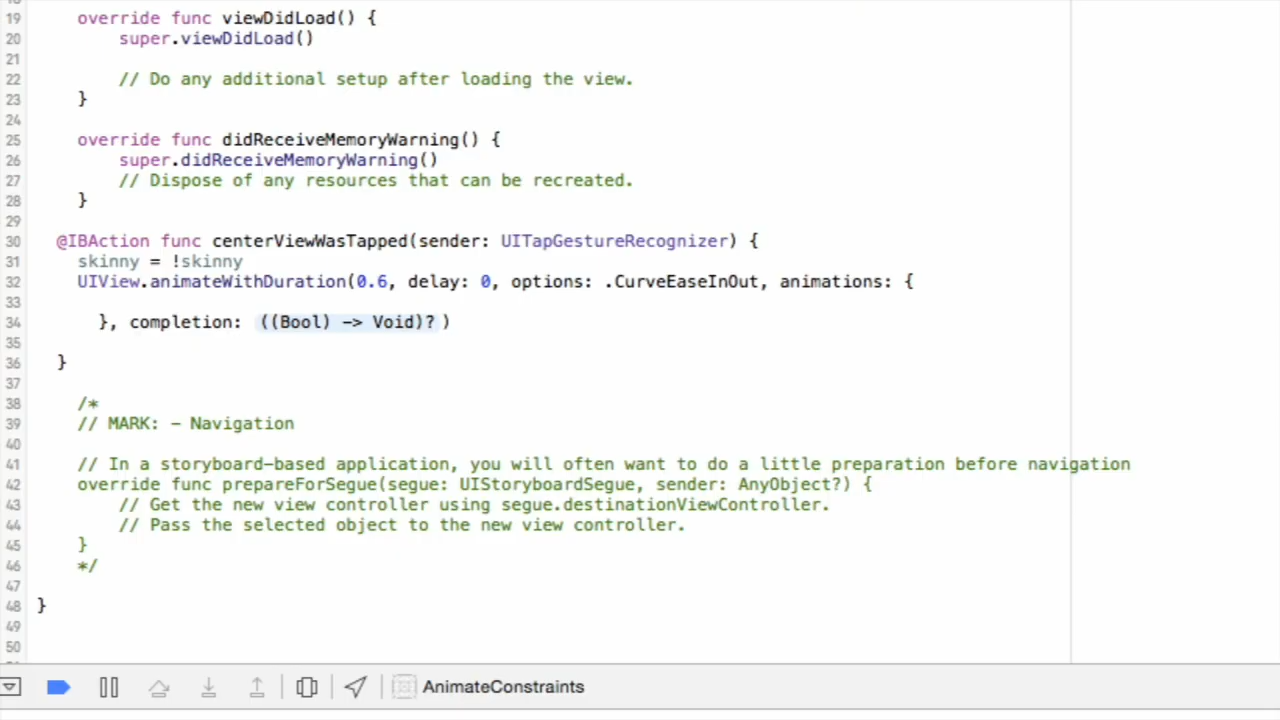 19 override func viewDidLoad() {
20 super.viewDidLoad()
21
22 // Do any additional setup after loading the view.
23 }
24
25 override func didReceiveMemoryWarning() {
26 super.didReceiveMemoryWarning()
27 // Dispose of any resources that can be recreated.
28 }
29
30 @IBAction func centerViewWasTapped(sender: UITapGestureRecognizer) {
31 skinny = !skinny
32 UIView.animateWithDuration(0.6, delay: 0, options: .CurveEaseInOut, animations: {
33
34 }, completion: ((Bool) -> Void)?)
35
36 }
37
38 /*
39 // MARK: - Navigation
40
41 // In a storyboard-based application, you will often want to do a little preparation before navigation
42 override func prepareForSegue(segue: UIStoryboardSegue, sender: AnyObject?) {
43 // Get the new view controller using segue.destinationViewController.
44 // Pass the selected object to the new view controller.
45 }
46 */
47
48 }
49
50
AnimateConstraints